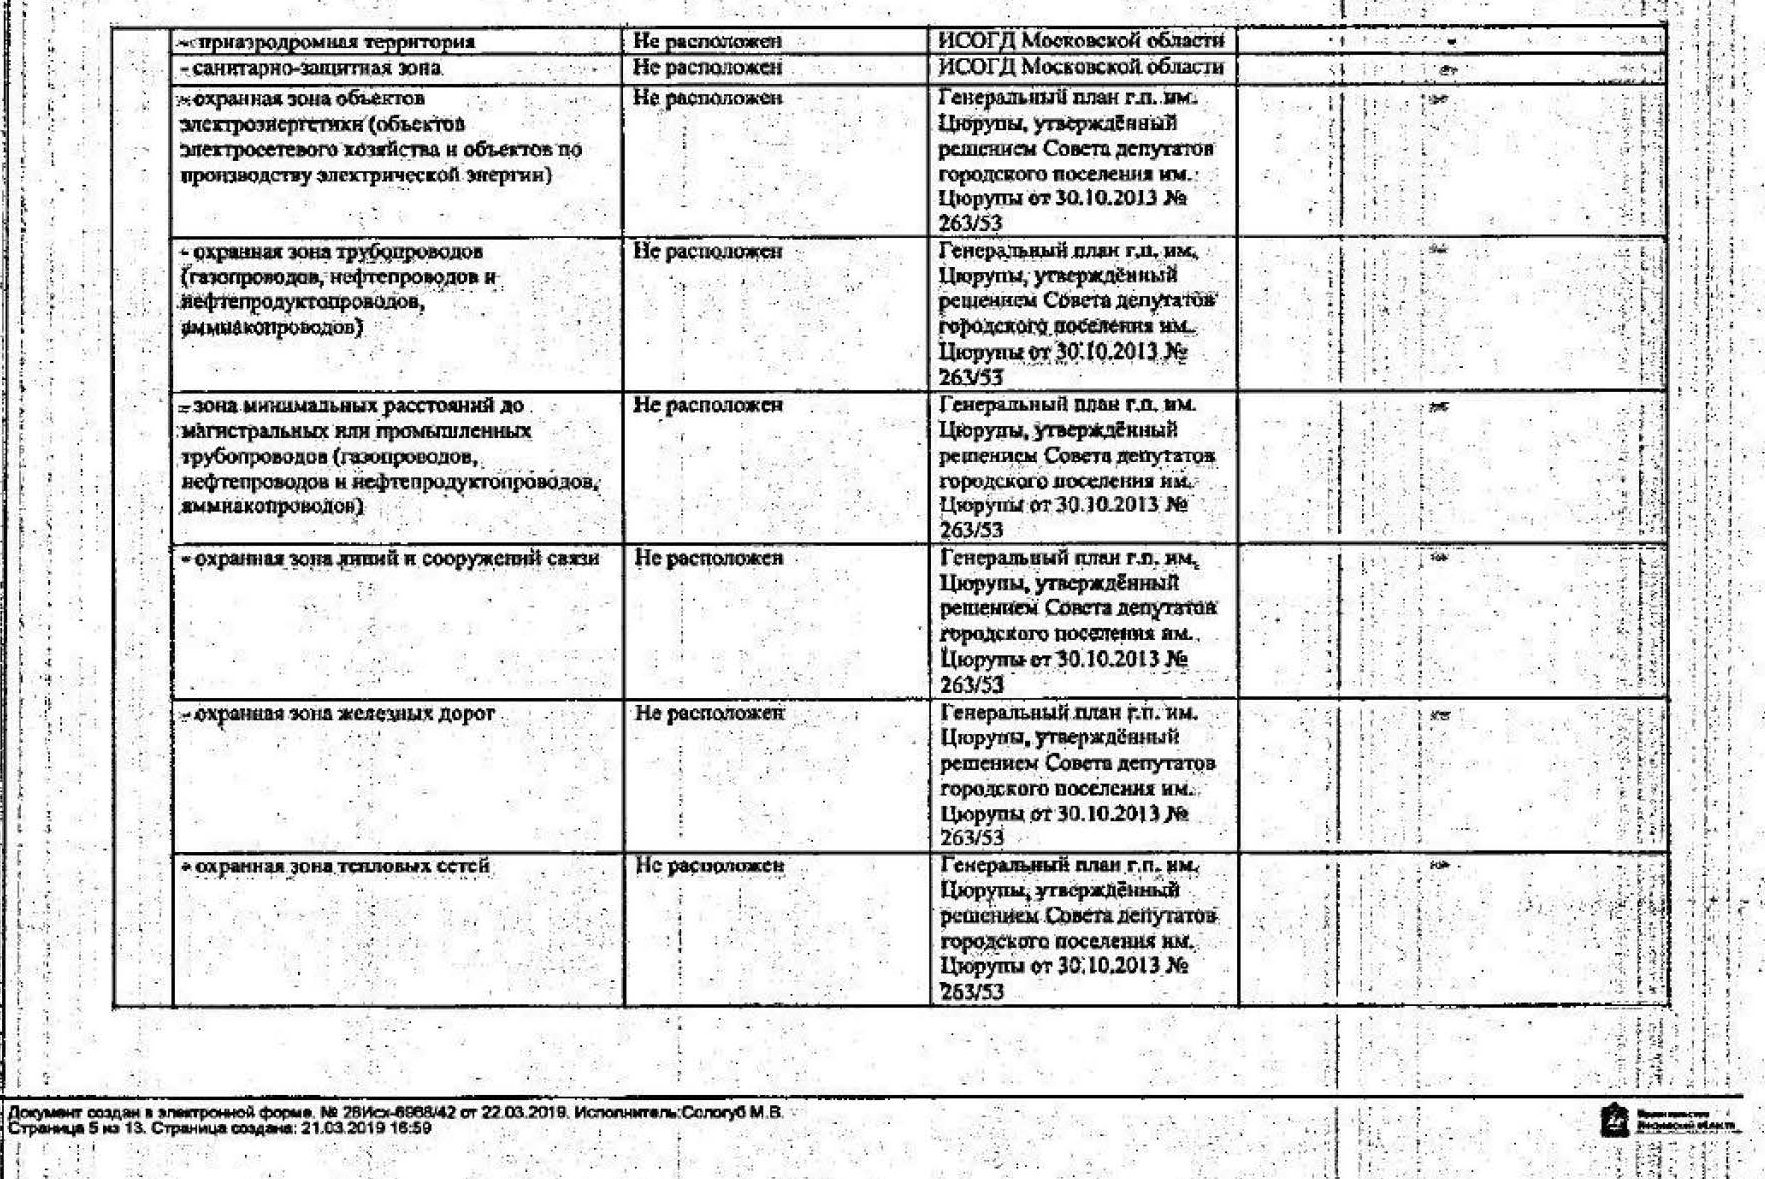 - приаэродромная территория
Не расположен
ИСОГД Московской области
-
- санитарно-защитная зона
Не расположен
ИСОГД Московской области
-
- охранная зона объектов
электроэнергетики (объектов
электросетевого хозяйства и объектов по
производству электрической энергии)
Не расположен
Генеральный план г.п. им.
Цюрупы, утверждённый
решением Совета депутатов
городского поселения им.
Цюрупы от 30.10.2013 №
263/53
-
- охранная зона трубопроводов
(газопроводов, нефтепроводов и
нефтепродуктопроводов,
аммиакопроводов)
Не расположен
Генеральный план г.п. им.
Цюрупы, утверждённый
решением Совета депутатов
городского поселения им.
Цюрупы от 30.10.2013 №
263/53
-
- зона минимальных расстояний до
магистральных или промышленных
трубопроводов (газопроводов,
нефтепроводов и нефтепродуктопроводов,
аммиакопроводов)
Не расположен
Генеральный план г.п. им.
Цюрупы, утверждённый
решением Совета депутатов
городского поселения им.
Цюрупы от 30.10.2013 №
263/53
-
- охранная зона линий и сооружений связи
Не расположен
Генеральный план г.п. им.
Цюрупы, утверждённый
решением Совета депутатов
городского поселения им.
Цюрупы от 30.10.2013 №
263/53
-
- охранная зона железных дорог
Не расположен
Генеральный план г.п. им.
Цюрупы, утверждённый
решением Совета депутатов
городского поселения им.
Цюрупы от 30.10.2013 №
263/53
-
- охранная зона тепловых сетей
Не расположен
Генеральный план г.п. им.
Цюрупы, утверждённый
решением Совета депутатов
городского поселения им.
Цюрупы от 30.10.2013 №
263/53
-
Документ создан в электронной форме. № 28Исх-6968/42 от 22.03.2019. Исполнитель:Сологуб М.В.
Страница 5 из 13. Страница создана: 21.03.2019 16:59
Правительство
Московской области